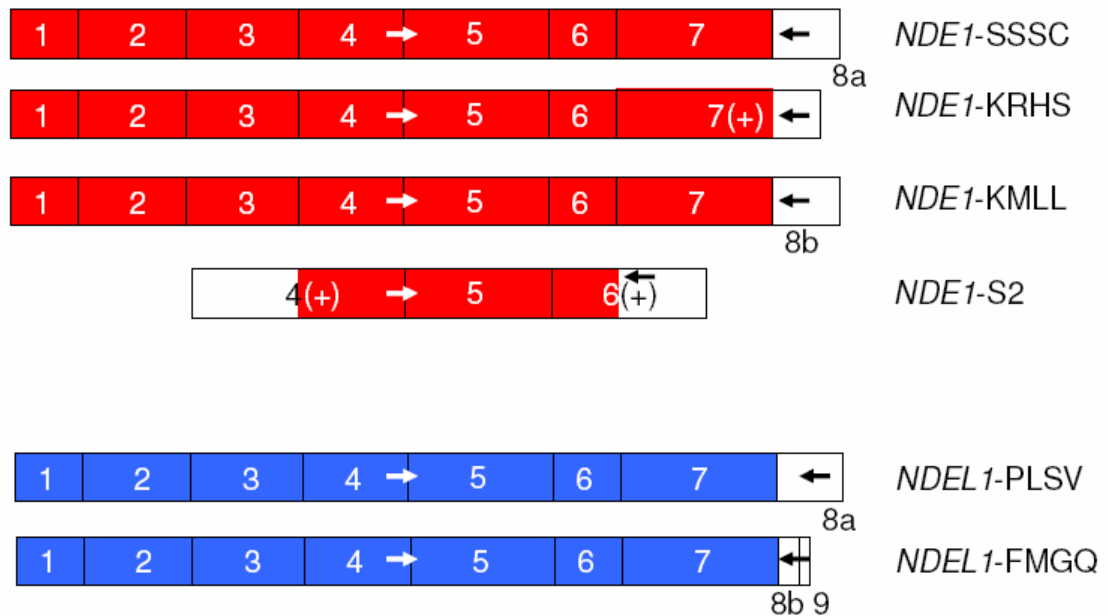 1 2 3 4 5 6 7 NDE1-SSSC
8a
1 2 3 4 5 6 7(+) NDE1-KRHS
1 2 3 4 5 6 7 NDE1-KMLL
8b
4(+) 5 6(+) NDE1-S2
1 2 3 4 5 6 7 NDEL1-PLSV
8a
1 2 3 4 5 6 7 NDEL1-FMGQ
8b 9